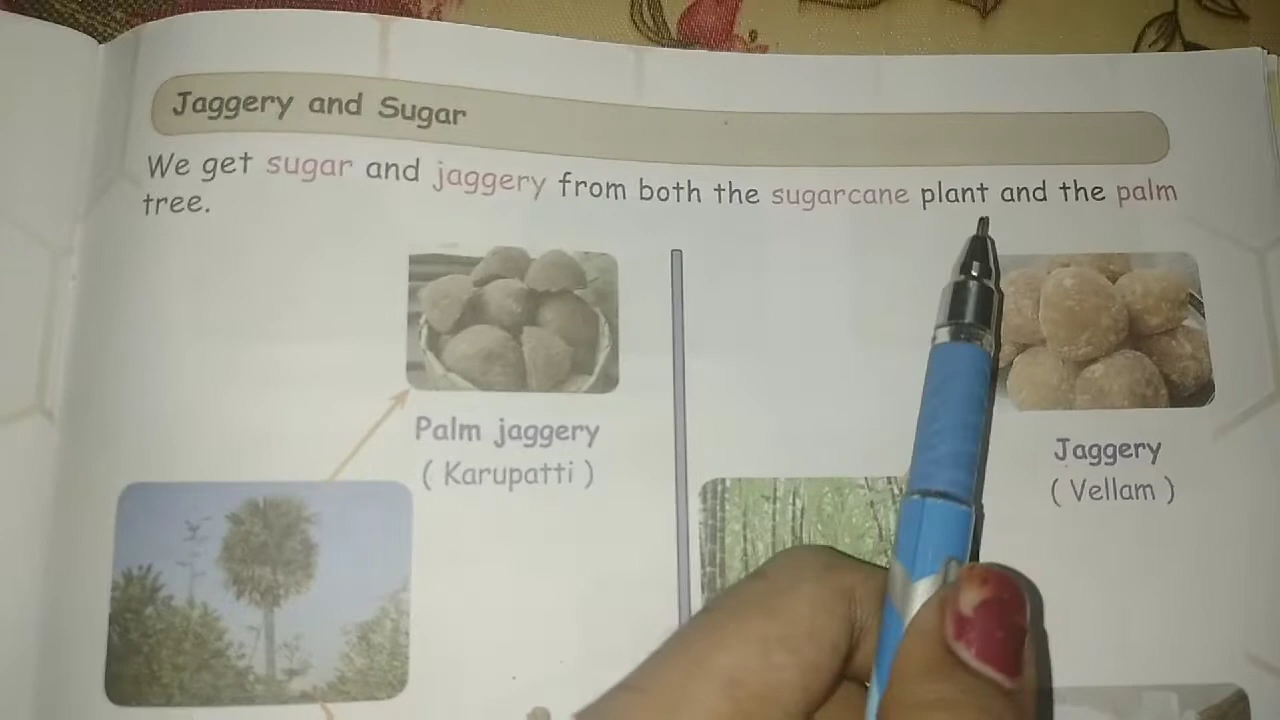 Jaggery and Sugar
We get sugar and jaggery from both the sugarcane plant and the palm
tree.
Palm jaggery
( Karupatti )
Jaggery
( Vellam )